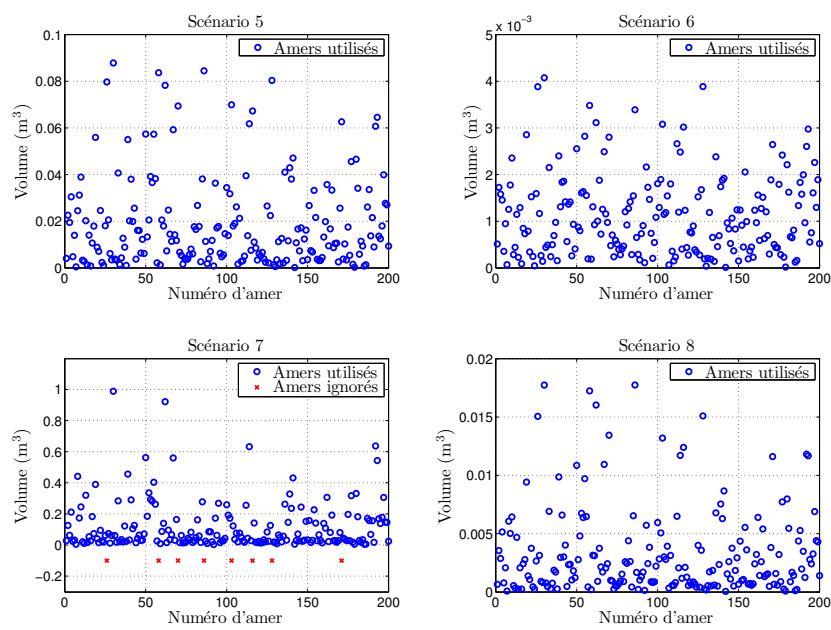 Scénario 5
0.1
0.08
0.06
0.04
0.02
0
Volume (m³)
Amers utilisés
0 50 100 150 200
Numéro d'amer
Scénario 6
x 10⁻³
5
4
3
2
1
0
Volume (m³)
Amers utilisés
0 50 100 150 200
Numéro d'amer
Scénario 7
1
0.8
0.6
0.4
0.2
0
−0.2
Volume (m³)
Amers utilisés
Amers ignorés
0 50 100 150 200
Numéro d'amer
Scénario 8
0.02
0.015
0.01
0.005
0
Volume (m³)
Amers utilisés
0 50 100 150 200
Numéro d'amer